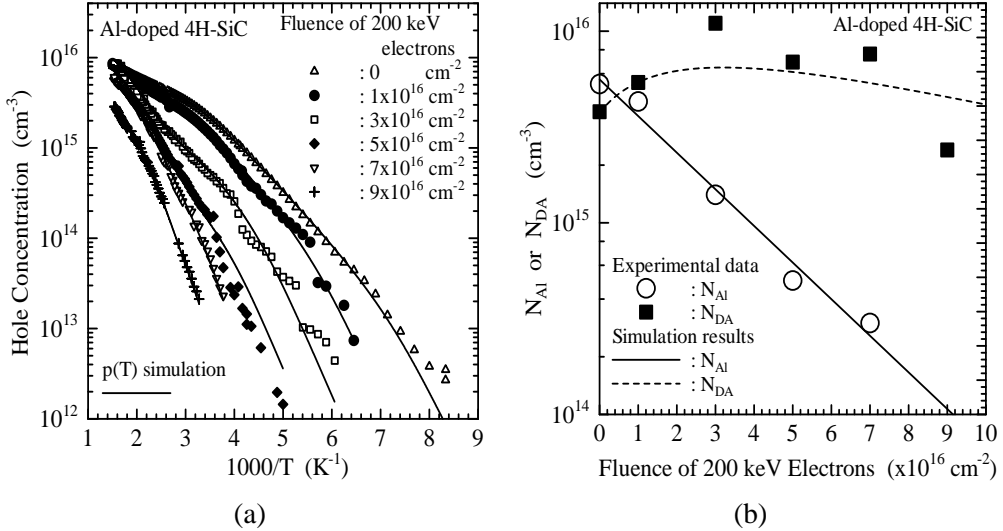 Al-doped 4H-SiC
Fluence of 200 keV
electrons
: 0 cm⁻²
: 1x10¹⁶ cm⁻²
: 3x10¹⁶ cm⁻²
: 5x10¹⁶ cm⁻²
: 7x10¹⁶ cm⁻²
: 9x10¹⁶ cm⁻²
p(T) simulation
Hole Concentration (cm⁻³)
10¹⁶
10¹⁵
10¹⁴
10¹³
10¹²
1 2 3 4 5 6 7 8 9
1000/T (K⁻¹)
(a)
Al-doped 4H-SiC
N_Al or N_DA (cm⁻³)
10¹⁶
10¹⁵
10¹⁴
Experimental data
: N_Al
: N_DA
Simulation results
: N_Al
: N_DA
0 1 2 3 4 5 6 7 8 9 10
Fluence of 200 keV Electrons (x10¹⁶ cm⁻²)
(b)